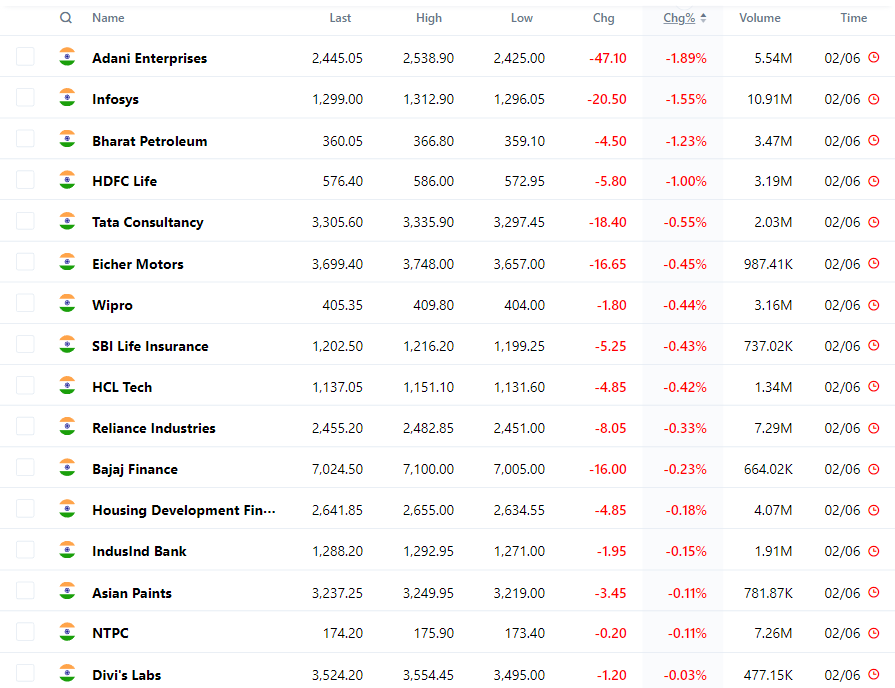 Name Last High Low Chg Chg% Volume Time
Adani Enterprises 2,445.05 2,538.90 2,425.00 -47.10 -1.89% 5.54M 02/06
Infosys 1,299.00 1,312.90 1,296.05 -20.50 -1.55% 10.91M 02/06
Bharat Petroleum 360.05 366.80 359.10 -4.50 -1.23% 3.47M 02/06
HDFC Life 576.40 586.00 572.95 -5.80 -1.00% 3.19M 02/06
Tata Consultancy 3,305.60 3,335.90 3,297.45 -18.40 -0.55% 2.03M 02/06
Eicher Motors 3,699.40 3,748.00 3,657.00 -16.65 -0.45% 987.41K 02/06
Wipro 405.35 409.80 404.00 -1.80 -0.44% 3.16M 02/06
SBI Life Insurance 1,202.50 1,216.20 1,199.25 -5.25 -0.43% 737.02K 02/06
HCL Tech 1,137.05 1,151.10 1,131.60 -4.85 -0.42% 1.34M 02/06
Reliance Industries 2,455.20 2,482.85 2,451.00 -8.05 -0.33% 7.29M 02/06
Bajaj Finance 7,024.50 7,100.00 7,005.00 -16.00 -0.23% 664.02K 02/06
Housing Development Fin··· 2,641.85 2,655.00 2,634.55 -4.85 -0.18% 4.07M 02/06
IndusInd Bank 1,288.20 1,292.95 1,271.00 -1.95 -0.15% 1.91M 02/06
Asian Paints 3,237.25 3,249.95 3,219.00 -3.45 -0.11% 781.87K 02/06
NTPC 174.20 175.90 173.40 -0.20 -0.11% 7.26M 02/06
Divi's Labs 3,524.20 3,554.45 3,495.00 -1.20 -0.03% 477.15K 02/06